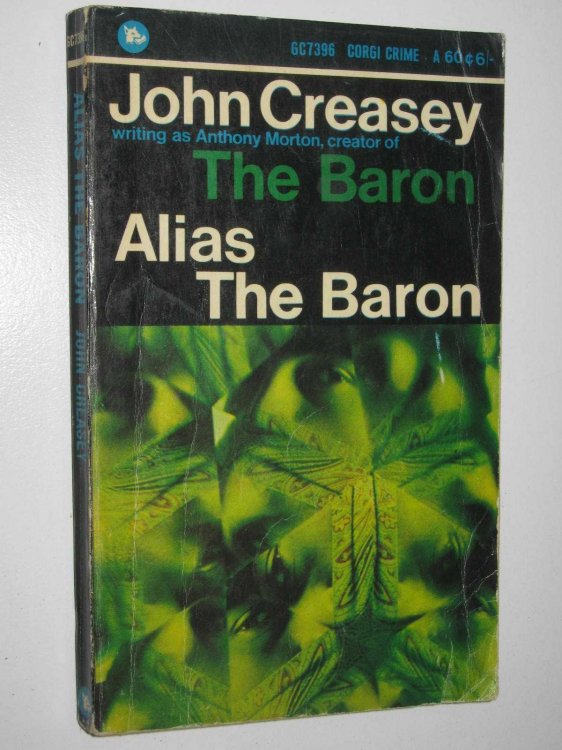 GC7396 CORGI CRIME A 60¢ 6/-
John Creasey
writing as Anthony Morton, creator of
The Baron
Alias
The Baron
ALIAS THE BARON JOHN CREASEY